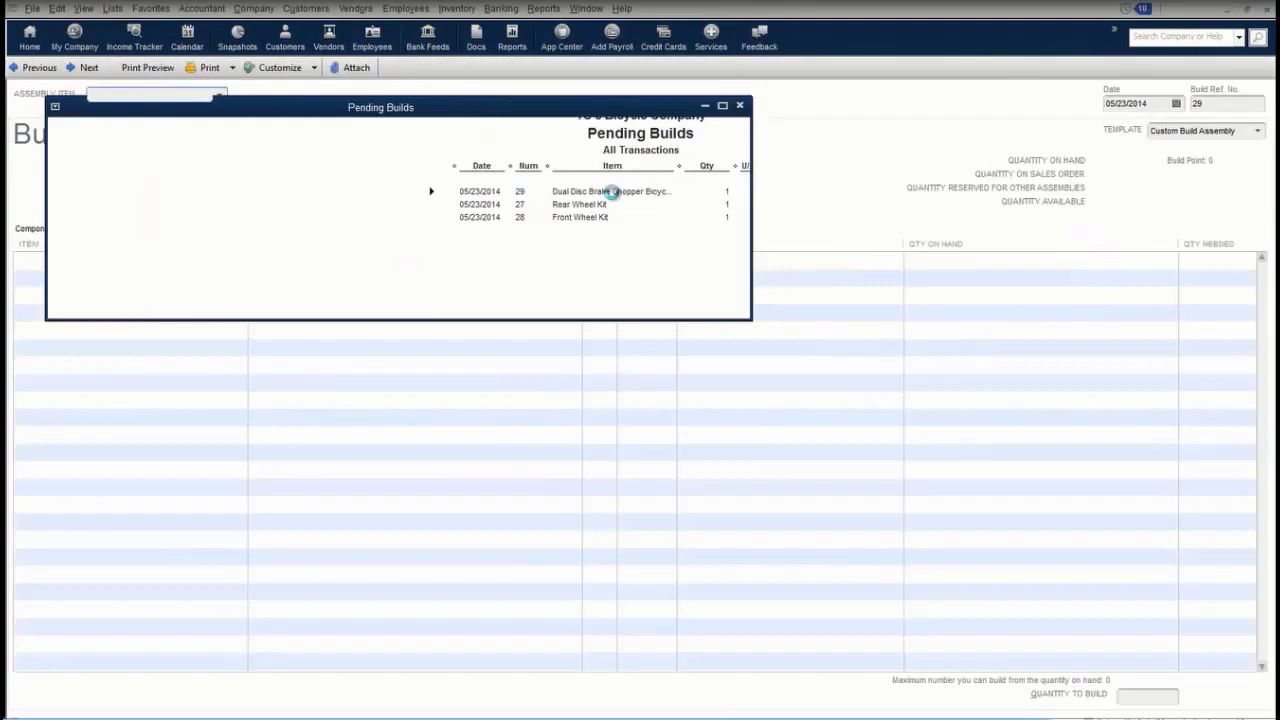 File Edit View Lists Favorites Accountant Company Customers Vendors Employees Inventory Banking Reports Window Help 10
Home My Company Income Tracker Calendar Snapshots Customers Vendors Employees Bank Feeds Docs Reports App Center Add Payroll Credit Cards Services Feedback » Search Company or Help
Previous Next Print Preview Print Customize Attach
ASSEMBLY ITEM
Date Build Ref. No.
05/23/2014 29
TEMPLATE Custom Build Assembly
Bu
Pending Builds
Bicycle Company
Pending Builds
All Transactions
Date Num Item Qty U/
05/23/2014 29 Dual Disc Brake Chopper Bicyc... 1
05/23/2014 27 Rear Wheel Kit 1
05/23/2014 28 Front Wheel Kit 1
QUANTITY ON HAND Build Point: 0
QUANTITY ON SALES ORDER
QUANTITY RESERVED FOR OTHER ASSEMBLIES
QUANTITY AVAILABLE
Compon
ITEM QTY ON HAND QTY NEEDED
Maximum number you can build from the quantity on hand: 0
QUANTITY TO BUILD